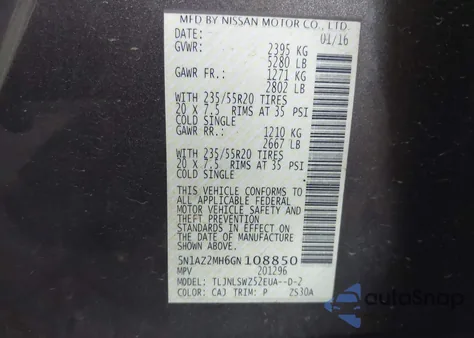 MFD BY NISSAN MOTOR CO., LTD.
DATE: 01/16
GVWR: 2395 KG
5280 LB
GAWR FR.: 1271 KG
2802 LB
WITH 235/55R20 TIRES
20 X 7.5 RIMS AT 35 PSI
COLD SINGLE
GAWR RR.: 1210 KG
2667 LB
WITH 235/55R20 TIRES
20 X 7.5 RIMS AT 35 PSI
COLD SINGLE
THIS VEHICLE CONFORMS TO
ALL APPLICABLE FEDERAL
MOTOR VEHICLE SAFETY AND
THEFT PREVENTION
STANDARDS IN EFFECT ON
THE DATE OF MANUFACTURE
SHOWN ABOVE.
5N1AZ2MH6GN108850
MPV 201296
MODEL: TLJNLSWZ52EUA--D-2
COLOR: CAJ TRIM: P ZS30A
autoSnap